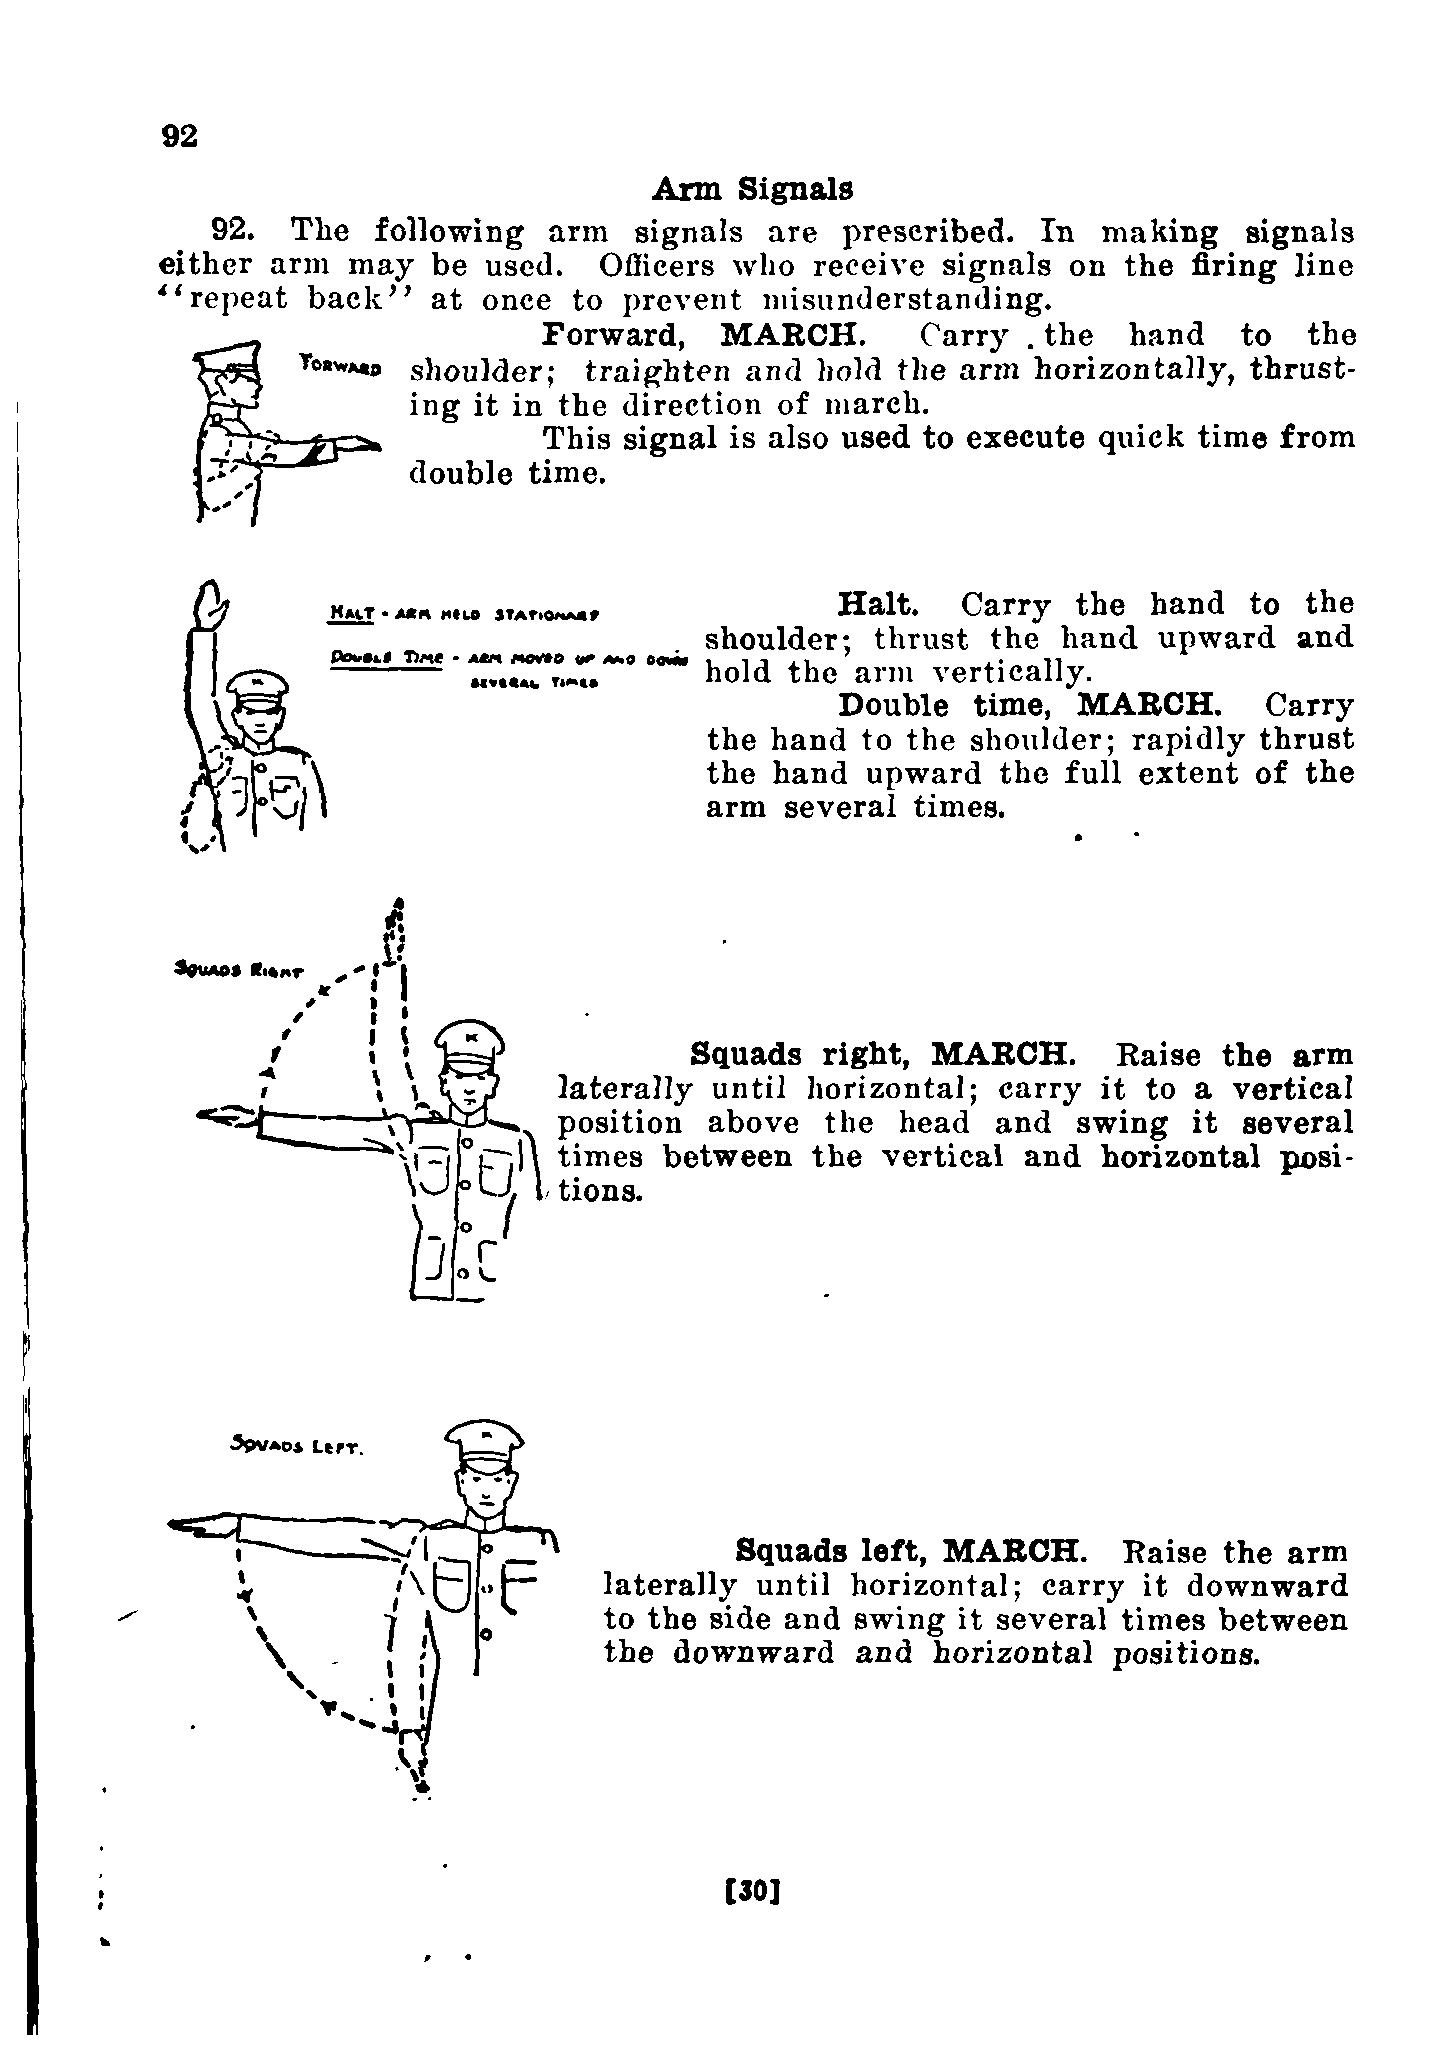 92
Arm Signals
92. The following arm signals are prescribed. In making signals
either arm may be used. Officers who receive signals on the firing line
‘‘repeat back’’ at once to prevent misunderstanding.
Forward, MARCH. Carry . the hand to the
FORWARD
shoulder; traighten and hold the arm horizontally, thrust-
ing it in the direction of march.
This signal is also used to execute quick time from
double time.
HALT - ARM HELD STATIONARY
DOUBLE TIME - ARM MOVED UP AND DOWN
SEVERAL TIMES
Halt. Carry the hand to the
shoulder; thrust the hand upward and
hold the arm vertically.
Double time, MARCH. Carry
the hand to the shoulder; rapidly thrust
the hand upward the full extent of the
arm several times.
SQUADS RIGHT
Squads right, MARCH. Raise the arm
laterally until horizontal; carry it to a vertical
position above the head and swing it several
times between the vertical and horizontal posi-
tions.
SQUADS LEFT.
Squads left, MARCH. Raise the arm
laterally until horizontal; carry it downward
to the side and swing it several times between
the downward and horizontal positions.
[30]